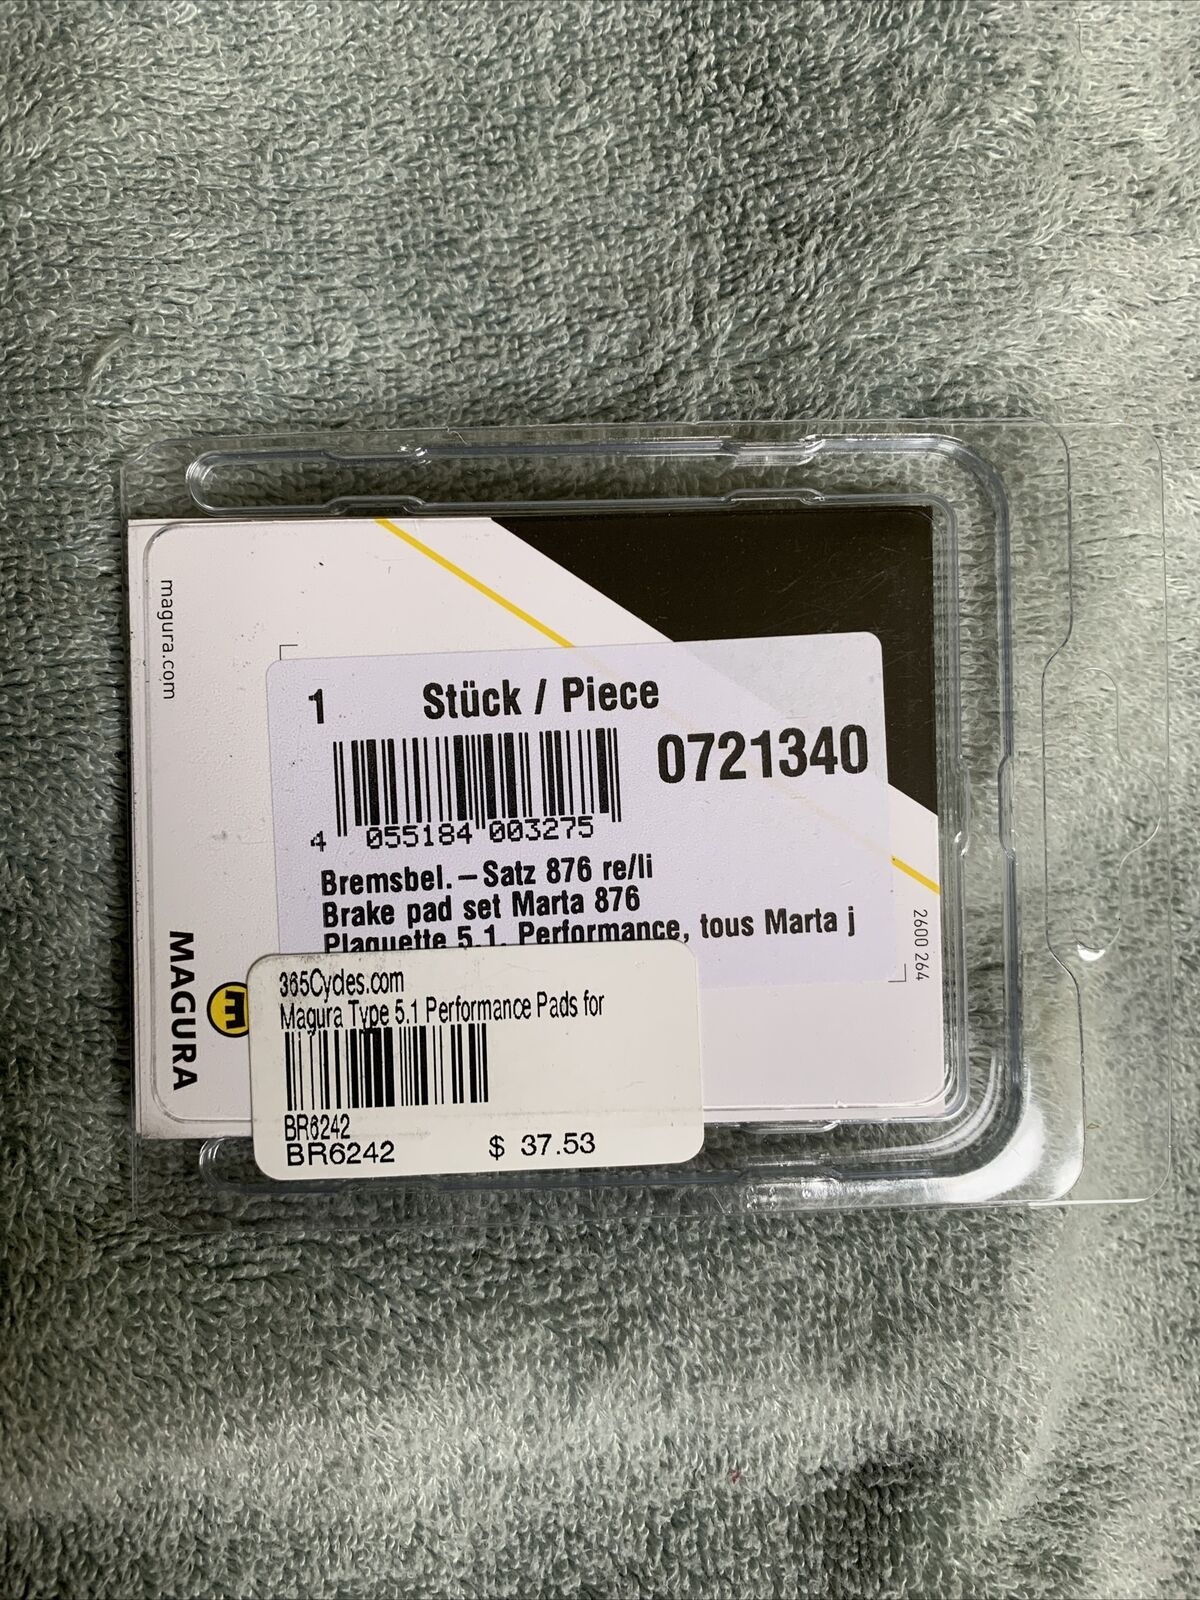 magura.com
1 Stück / Piece
0721340
4 055184 003275
Bremsbel. – Satz 876 re/li
Brake pad set Marta 876
Plaquette 5.1. Performance, tous Marta j
2600 264
MAGURA
365Cycles.com
Magura Type 5.1 Performance Pads for
BR6242
BR6242 $ 37.53